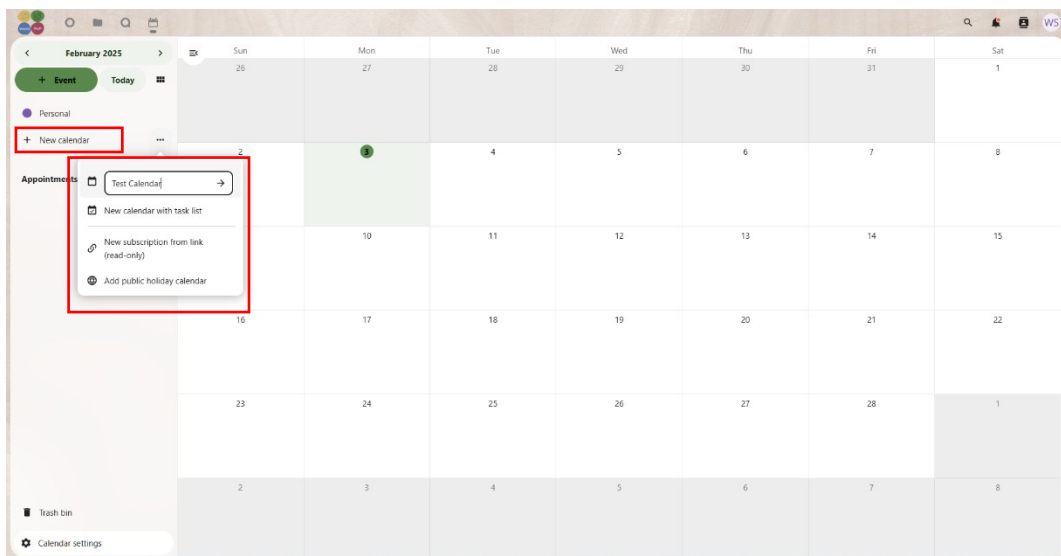 WS
February 2025
+ Event Today
Personal
+ New calendar
Appointments
Test Calendar
New calendar with task list
New subscription from link
(read-only)
Add public holiday calendar
Trash bin
Calendar settings
Sun Mon Tue Wed Thu Fri Sat
26 27 28 29 30 31 1
2 3 4 5 6 7 8
10 11 12 13 14 15
16 17 18 19 20 21 22
23 24 25 26 27 28 1
2 3 4 5 6 7 8